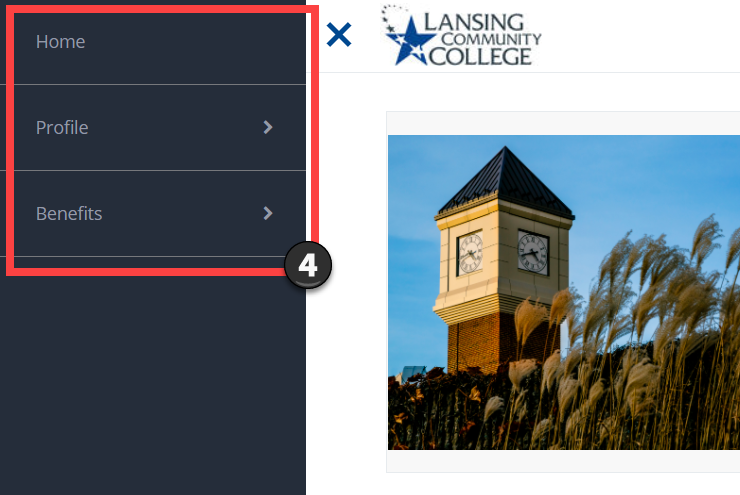 Home
Profile
Benefits
4
LANSING
COMMUNITY
COLLEGE